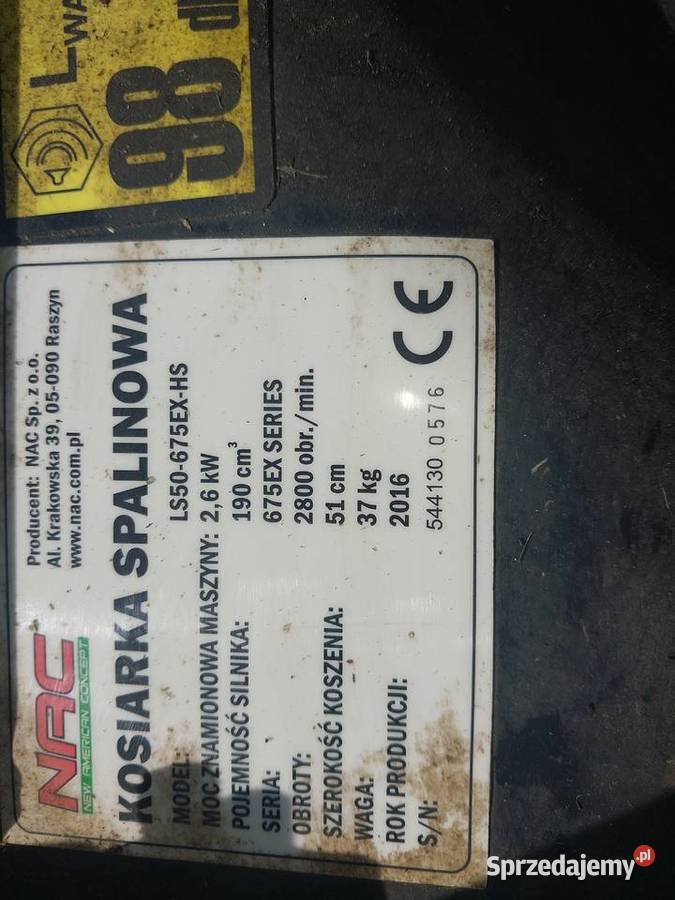 LWA
98
NAC
NEW AMERICAN CONCEPT
Producent: NAC Sp. z o.o.
Al. Krakowska 39, 05-090 Raszyn
www.nac.com.pl
KOSIARKA SPALINOWA
MODEL: LS50-675EX-HS
MOC ZNAMIONOWA MASZYNY: 2,6 kW
POJEMNOŚĆ SILNIKA: 190 cm³
SERIA: 675EX SERIES
OBROTY: 2800 obr./min.
SZEROKOŚĆ KOSZENIA: 51 cm
WAGA: 37 kg
ROK PRODUKCJI: 2016
S/N: 544130 0576
CE
Sprzedajemy.pl